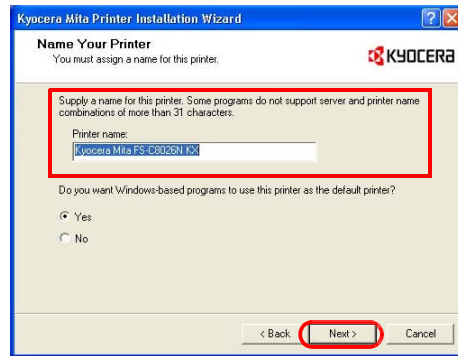 Kyocera Mita Printer Installation Wizard
Name Your Printer
You must assign a name for this printer.
KYOCERA
Supply a name for this printer. Some programs do not support server and printer name
combinations of more than 31 characters.
Printer name:
Kyocera Mita FS-C8026N KX
Do you want Windows-based programs to use this printer as the default printer?
Yes
No
< Back
Next >
Cancel